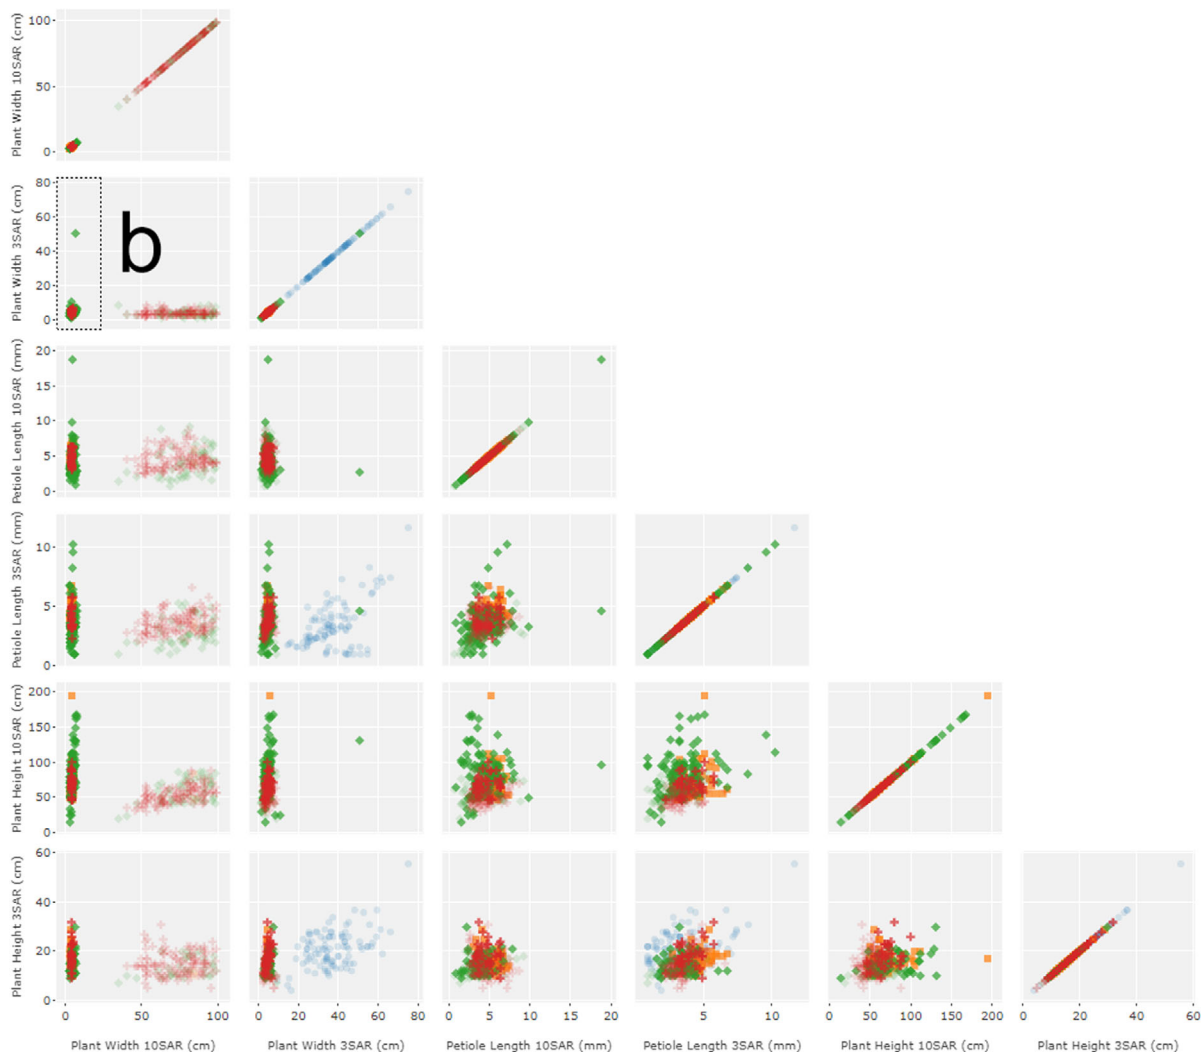 Plant Width 10SAR (cm)
100
50
0
Plant Width 3SAR (cm)
80
60
40
20
0
b
Petiole Length 10SAR (mm)
20
15
10
5
0
Petiole Length 3SAR (mm)
10
5
0
Plant Height 10SAR (cm)
200
150
100
50
0
Plant Height 3SAR (cm)
60
40
20
0
0 50 100 0 20 40 60 80 0 5 10 15 20 5 10 0 50 100 150 200 0 20 40 60
Plant Width 10SAR (cm) Plant Width 3SAR (cm) Petiole Length 10SAR (mm) Petiole Length 3SAR (mm) Plant Height 10SAR (cm) Plant Height 3SAR (cm)